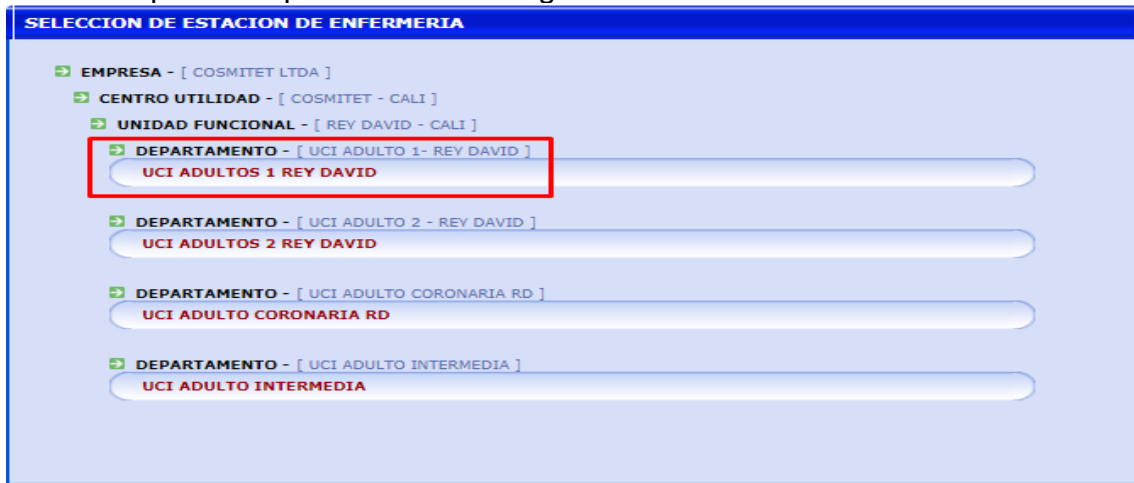 SELECCION DE ESTACION DE ENFERMERIA
EMPRESA - [ COSMITET LTDA ]
CENTRO UTILIDAD - [ COSMITET - CALI ]
UNIDAD FUNCIONAL - [ REY DAVID - CALI ]
DEPARTAMENTO - [ UCI ADULTO 1- REY DAVID ]
UCI ADULTOS 1 REY DAVID
DEPARTAMENTO - [ UCI ADULTO 2 - REY DAVID ]
UCI ADULTOS 2 REY DAVID
DEPARTAMENTO - [ UCI ADULTO CORONARIA RD ]
UCI ADULTO CORONARIA RD
DEPARTAMENTO - [ UCI ADULTO INTERMEDIA ]
UCI ADULTO INTERMEDIA